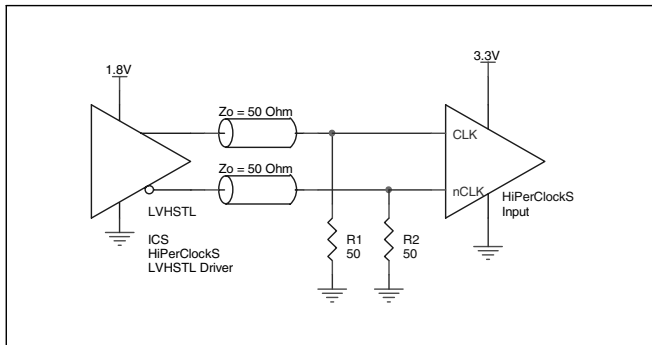 1.8V
3.3V
Zo = 50 Ohm
CLK
Zo = 50 Ohm
nCLK
HiPerClockS
Input
LVHSTL
ICS
HiPerClockS
LVHSTL Driver
R1
50
R2
50